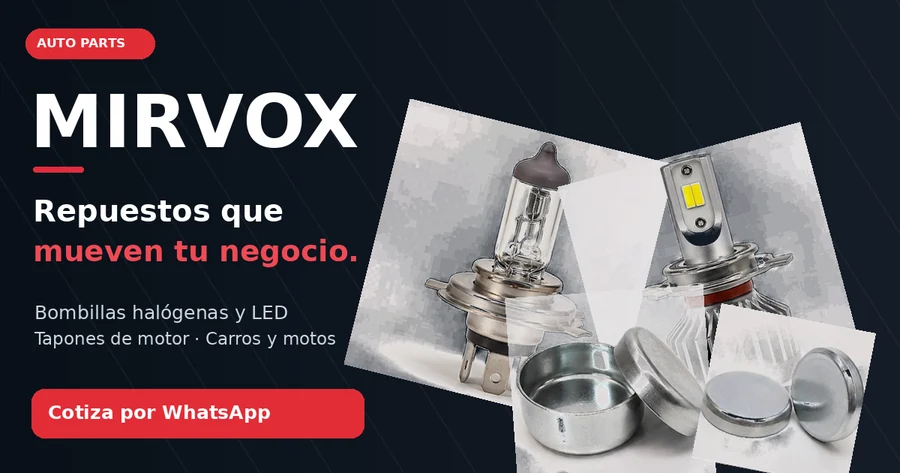 AUTO PARTS
MIRVOX
Repuestos que
mueven tu negocio.
Bombillas halógenas y LED
Tapones de motor · Carros y motos
Cotiza por WhatsApp